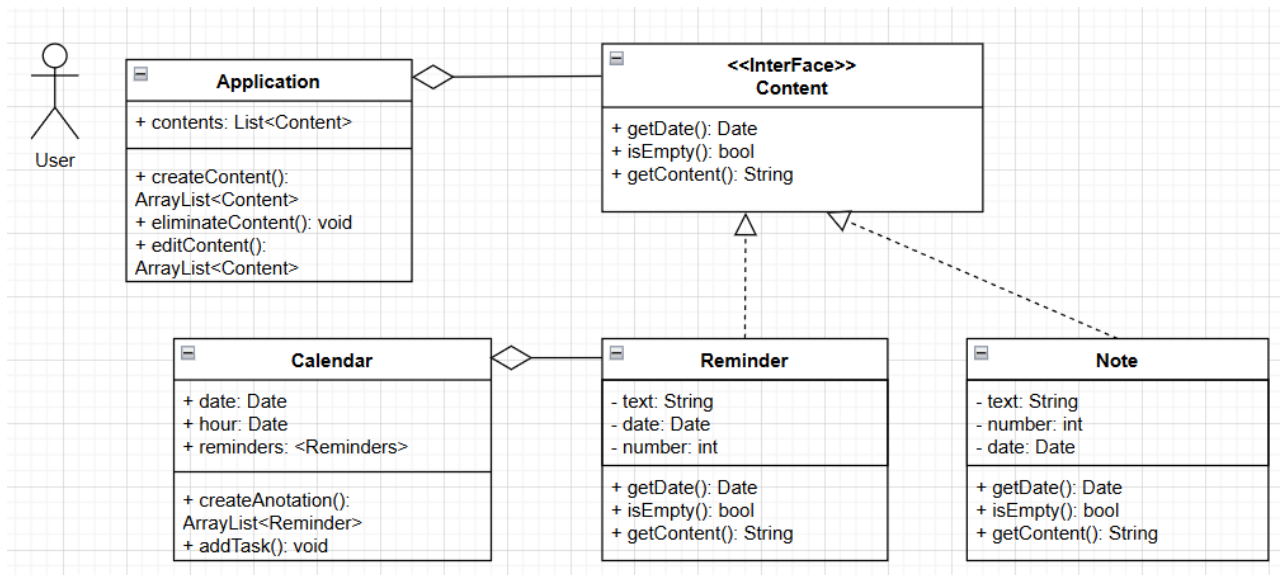 User
Application
+ contents: List<Content>
+ createContent():
ArrayList<Content>
+ eliminateContent(): void
+ editContent():
ArrayList<Content>
<<InterFace>>
Content
+ getDate(): Date
+ isEmpty(): bool
+ getContent(): String
Calendar
+ date: Date
+ hour: Date
+ reminders: <Reminders>
+ createAnotation():
ArrayList<Reminder>
+ addTask(): void
Reminder
- text: String
- date: Date
- number: int
+ getDate(): Date
+ isEmpty(): bool
+ getContent(): String
Note
- text: String
- number: int
- date: Date
+ getDate(): Date
+ isEmpty(): bool
+ getContent(): String